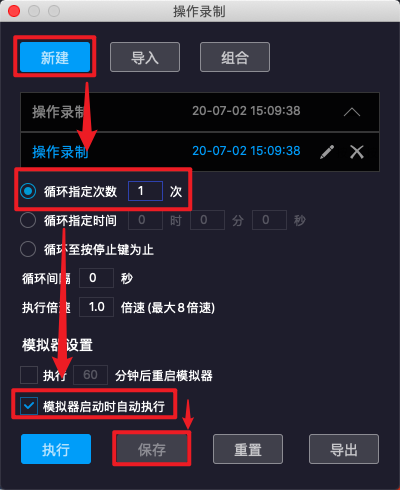 操作录制
新建 导入 组合
操作录制 20-07-02 15:09:38
操作录制 20-07-02 15:09:38
循环指定次数 1 次
循环指定时间 0 时 0 分 0 秒
循环至按停止键为止
循环间隔 0 秒
执行倍速 1.0 倍速 (最大8倍速)
模拟器设置
执行 60 分钟后重启模拟器
模拟器启动时自动执行
执行 保存 重置 导出